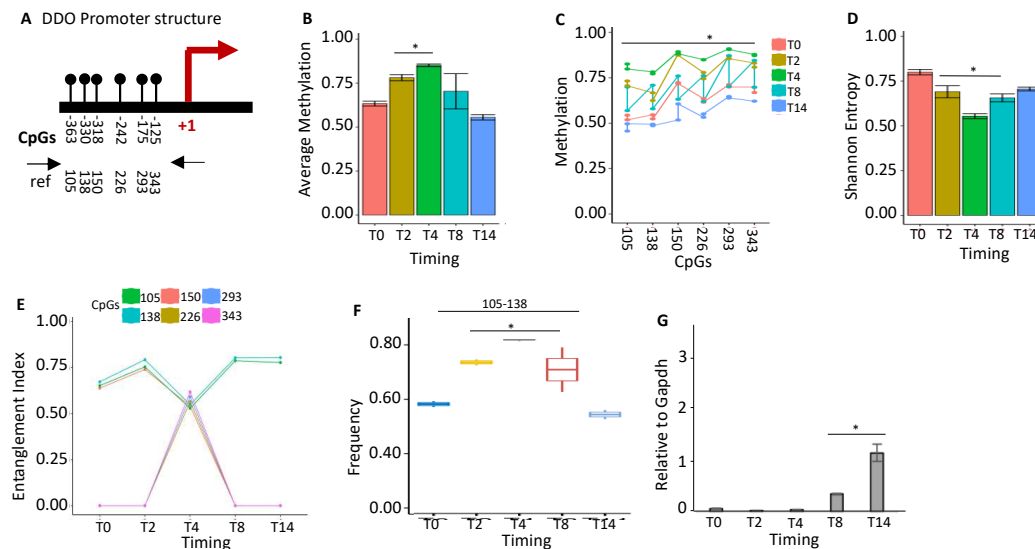 A DDO Promoter structure
-363
-330
-318
-242
-175
-125
+1
CpGs
ref
105
138
150
226
293
343
B
*
1.00
0.75
0.50
0.25
0.00
Average Methylation
T0 T2 T4 T8 T14
Timing
C
*
1.00
0.75
0.50
0.25
0.00
Methylation
105
138
150
226
293
343
CpGs
T0
T2
T4
T8
T14
D
*
1.00
0.75
0.50
0.25
0.00
Shannon Entropy
T0 T2 T4 T8 T14
Timing
E
CpGs 105 150 293
138 226 343
1.00
0.75
0.50
0.25
0.00
Entanglement Index
T0 T2 T4 T8 T14
Timing
F
105-138
*
0.80
0.60
0.40
0.00
Frequency
T0 T2 T4 T8 T14
Timing
G
*
3
2
1
0
Relative to Gapdh
T0 T2 T4 T8 T14
Timing